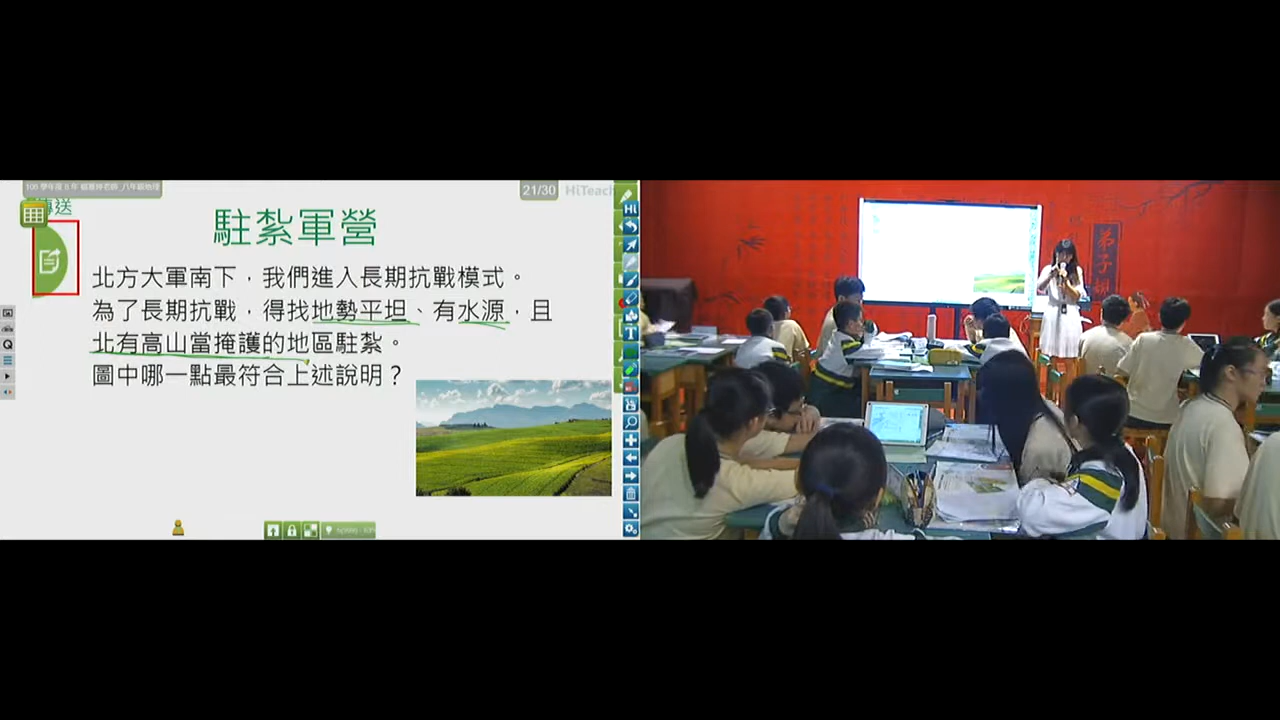 21/30
HiTeach
傳送
駐紮軍營
北方大軍南下，我們進入長期抗戰模式。
為了長期抗戰，得找地勢平坦、有水源，且
北有高山當掩護的地區駐紮。
圖中哪一點最符合上述說明？
弟子